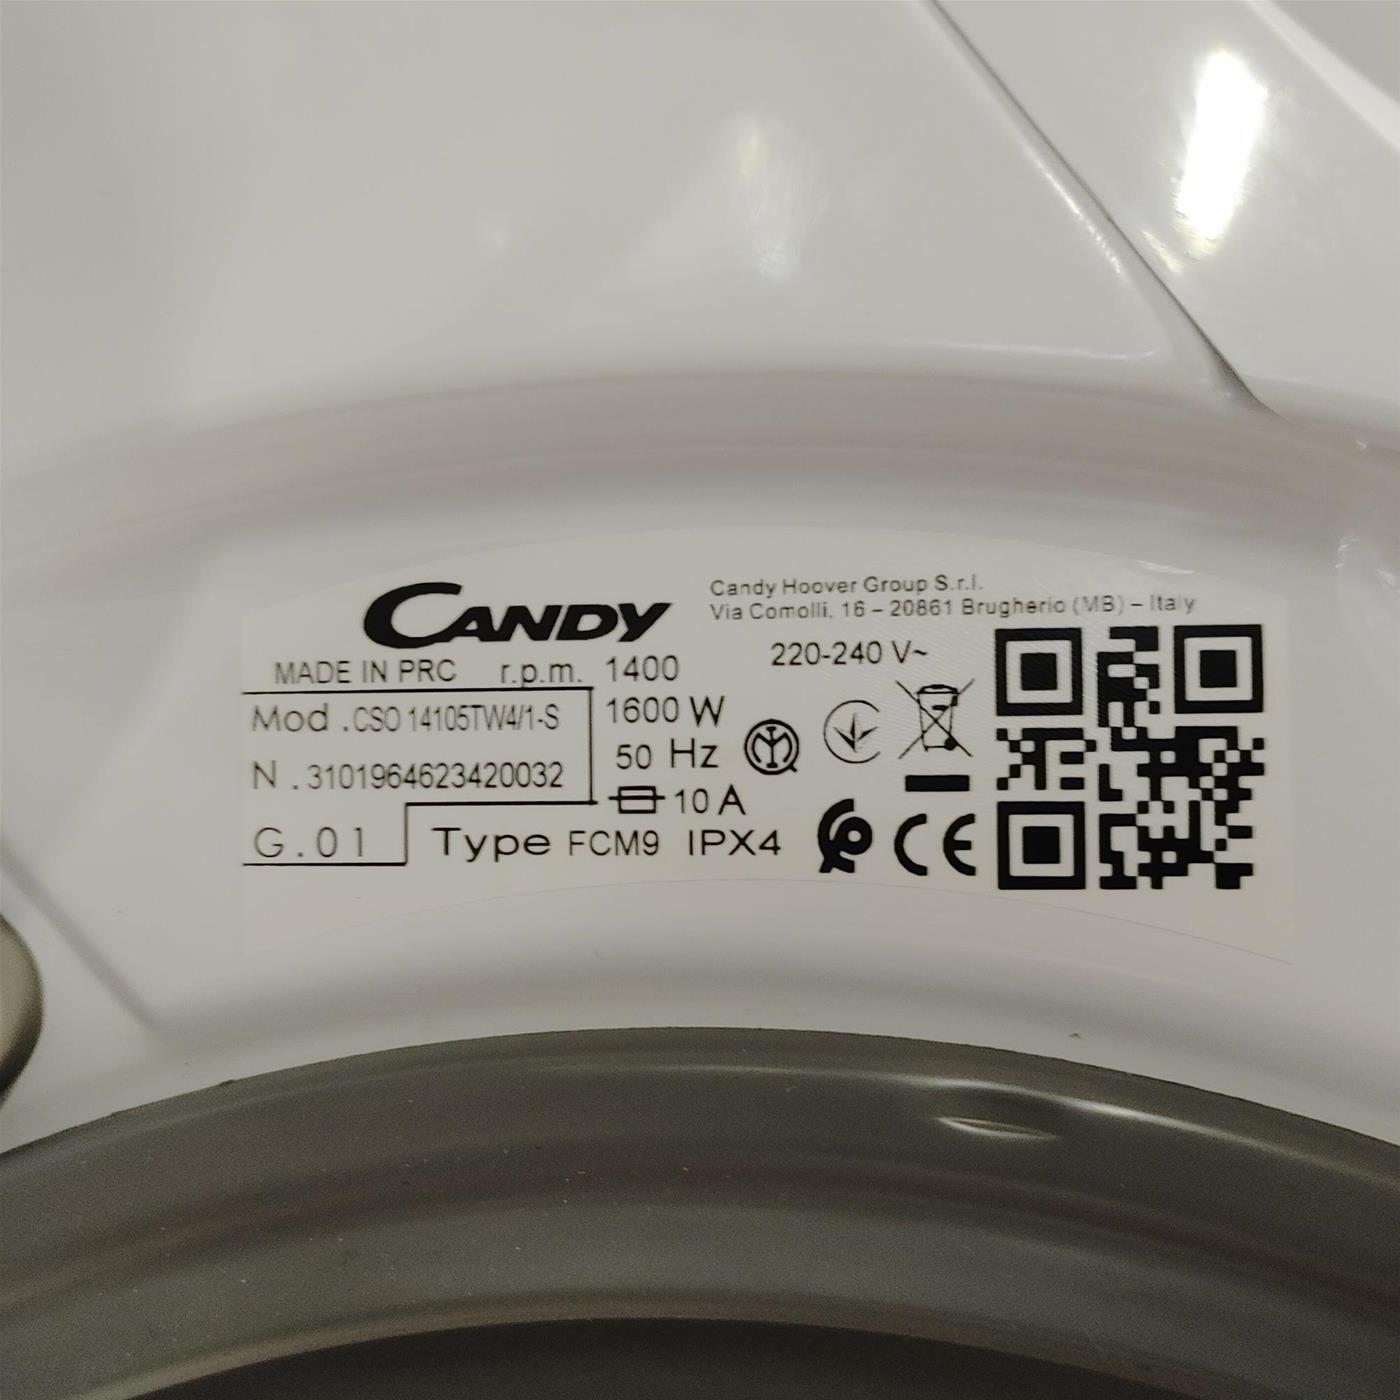 CANDY
Candy Hoover Group S.r.l.
Via Comolli, 16 – 20861 Brugherio (MB) – Italy
MADE IN PRC r.p.m. 1400 220-240 V~
Mod .CSO 14105TW4/1-S 1600 W
50 Hz
N .3101964623420032 10 A
G.01 Type FCM9 IPX4 CE